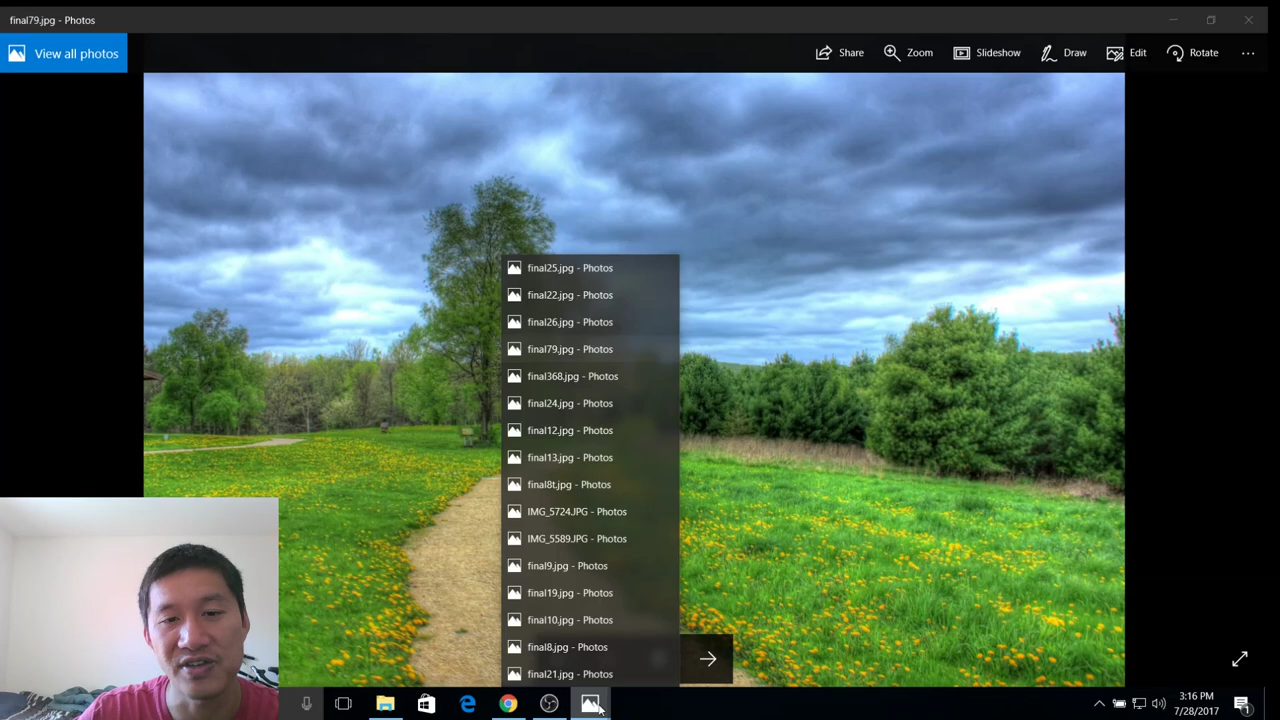 final79.jpg - Photos
View all photos
Share
Zoom
Slideshow
Draw
Edit
Rotate
final25.jpg - Photos
final22.jpg - Photos
final26.jpg - Photos
final79.jpg - Photos
final368.jpg - Photos
final24.jpg - Photos
final12.jpg - Photos
final13.jpg - Photos
final8t.jpg - Photos
IMG_5724.JPG - Photos
IMG_5589.JPG - Photos
final9.jpg - Photos
final19.jpg - Photos
final10.jpg - Photos
final8.jpg - Photos
final21.jpg - Photos
3:16 PM
7/28/2017
1